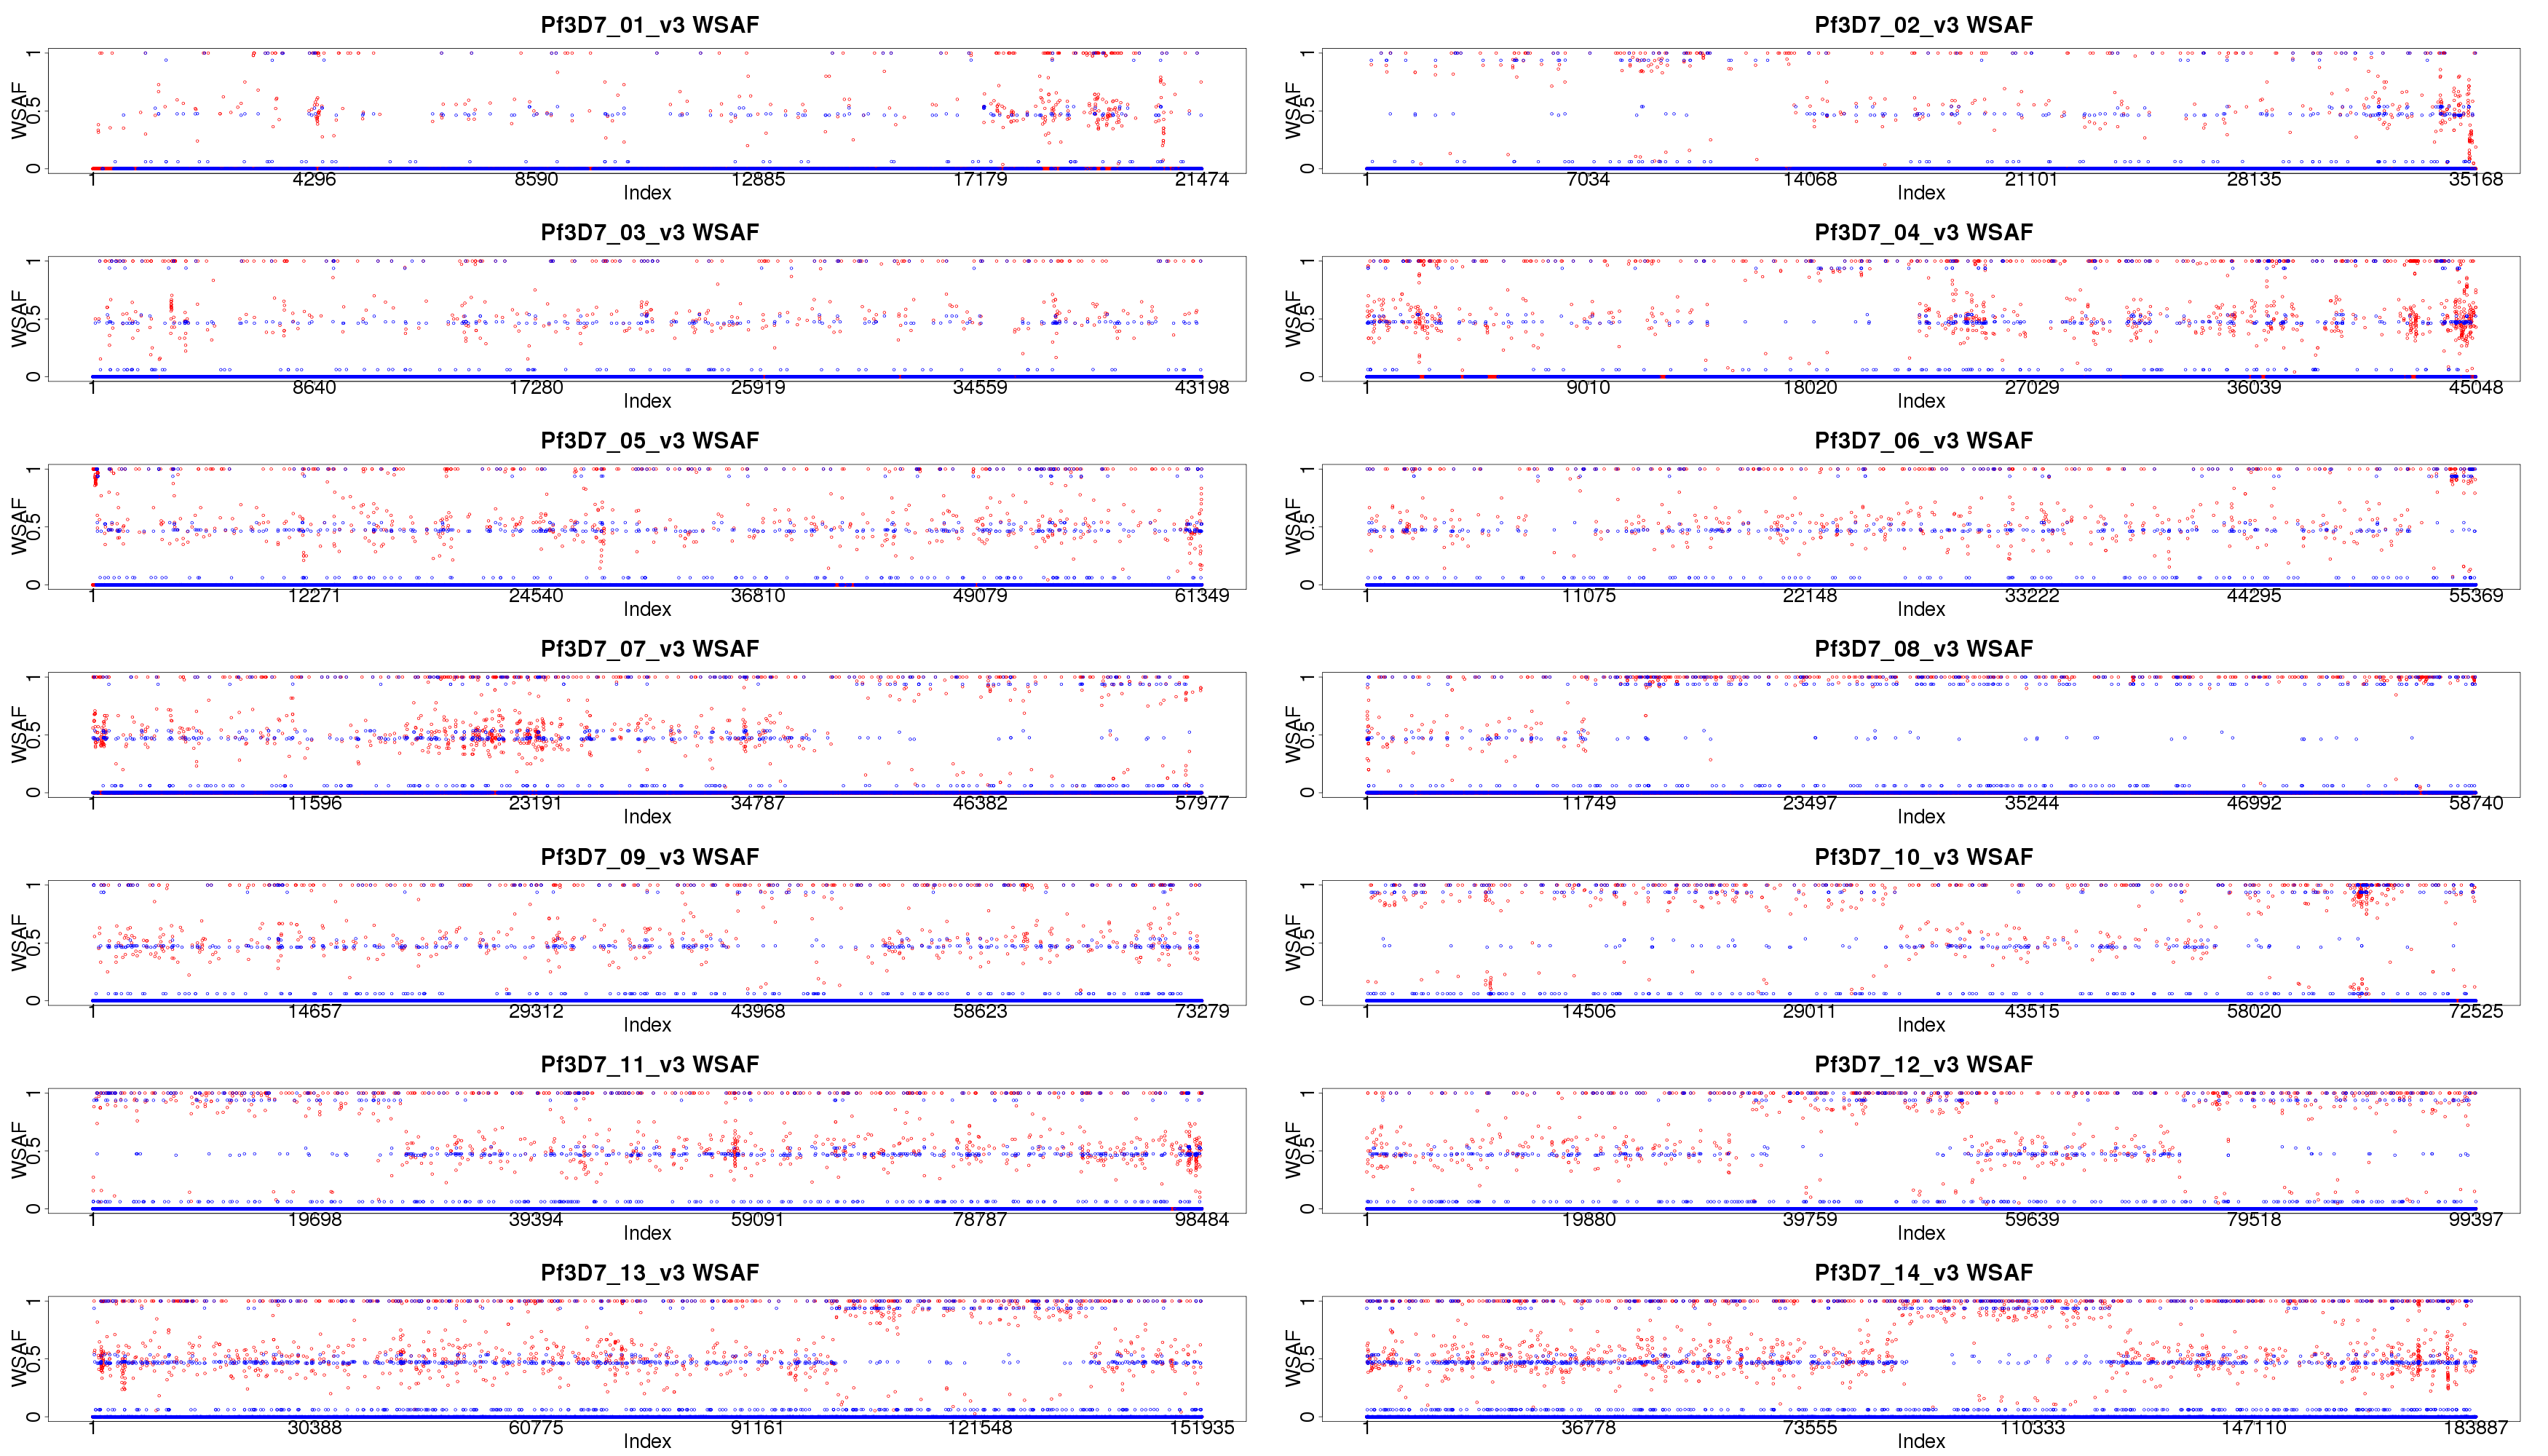 Pf3D7_01_v3 WSAF
WSAF
0 0.5 1
1 4296 8590 12885 17179 21474
Index
Pf3D7_02_v3 WSAF
WSAF
0 0.5 1
1 7034 14068 21101 28135 35168
Index
Pf3D7_03_v3 WSAF
WSAF
0 0.5 1
1 8640 17280 25919 34559 43198
Index
Pf3D7_04_v3 WSAF
WSAF
0 0.5 1
1 9010 18020 27029 36039 45048
Index
Pf3D7_05_v3 WSAF
WSAF
0 0.5 1
1 12271 24540 36810 49079 61349
Index
Pf3D7_06_v3 WSAF
WSAF
0 0.5 1
1 11075 22148 33222 44295 55369
Index
Pf3D7_07_v3 WSAF
WSAF
0 0.5 1
1 11596 23191 34787 46382 57977
Index
Pf3D7_08_v3 WSAF
WSAF
0 0.5 1
1 11749 23497 35244 46992 58740
Index
Pf3D7_09_v3 WSAF
WSAF
0 0.5 1
1 14657 29312 43968 58623 73279
Index
Pf3D7_10_v3 WSAF
WSAF
0 0.5 1
1 14506 29011 43515 58020 72525
Index
Pf3D7_11_v3 WSAF
WSAF
0 0.5 1
1 19698 39394 59091 78787 98484
Index
Pf3D7_12_v3 WSAF
WSAF
0 0.5 1
1 19880 39759 59639 79518 99397
Index
Pf3D7_13_v3 WSAF
WSAF
0 0.5 1
1 30388 60775 91161 121548 151935
Index
Pf3D7_14_v3 WSAF
WSAF
0 0.5 1
1 36778 73555 110333 147110 183887
Index